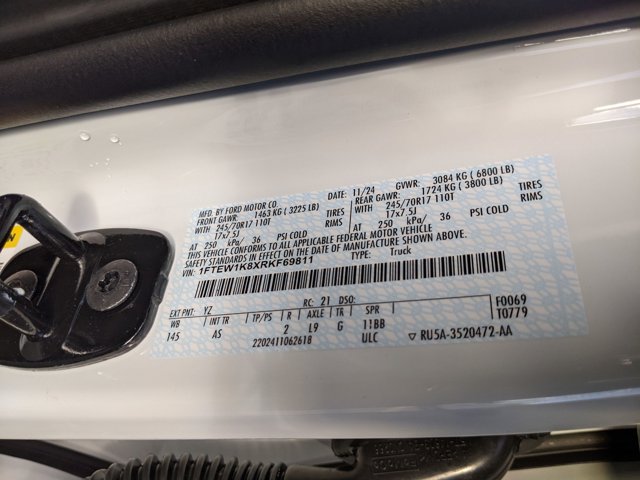 MFD. BY FORD MOTOR CO. DATE: 11/24 GVWR: 3084 KG ( 6800 LB)
FRONT GAWR: 1463 KG ( 3225 LB) REAR GAWR: 1724 KG ( 3800 LB)
245/70R17 110T TIRES WITH 245/70R17 110T TIRES
17x7.5J RIMS 17x7.5J RIMS
AT 250 kPa/ 36 PSI COLD AT 250 kPa/ 36 PSI COLD
THIS VEHICLE CONFORMS TO ALL APPLICABLE FEDERAL MOTOR VEHICLE
SAFETY STANDARDS IN EFFECT ON THE DATE OF MANUFACTURE SHOWN ABOVE.
VIN: 1FTEW1K8XRKF69811 TYPE: Truck
EXT PNT: YZ RC: 21 DSO: F0069
WB INT TR TP/PS R AXLE TR SPR T0779
145 AS 2 L9 G 11BB
2202411062618 ULC ▽ RU5A-3520472-AA